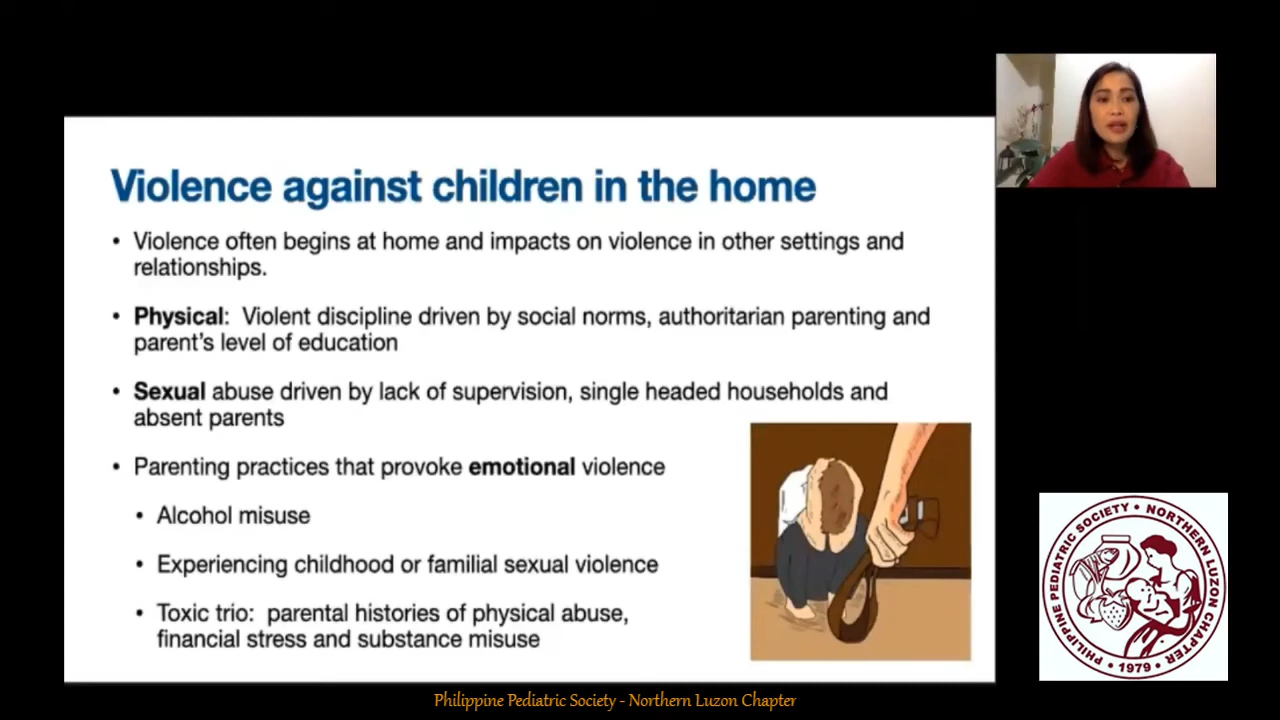 Violence against children in the home
• Violence often begins at home and impacts on violence in other settings and
relationships.
• Physical: Violent discipline driven by social norms, authoritarian parenting and
parent's level of education
• Sexual abuse driven by lack of supervision, single headed households and
absent parents
• Parenting practices that provoke emotional violence
• Alcohol misuse
• Experiencing childhood or familial sexual violence
• Toxic trio: parental histories of physical abuse,
financial stress and substance misuse
PHILIPPINE PEDIATRIC SOCIETY • NORTHERN LUZON CHAPTER
• 1979 •
Philippine Pediatric Society - Northern Luzon Chapter